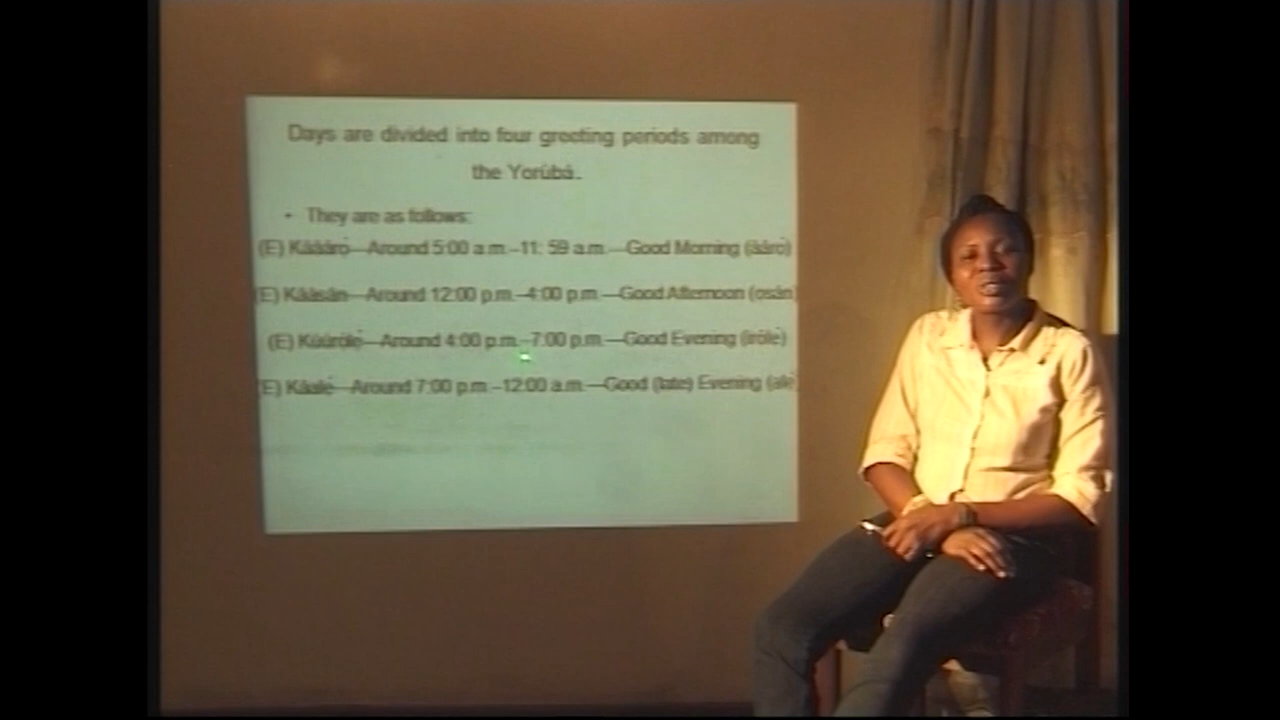 Days are divided into four greeting periods among
the Yorùbá.
• They are as follows:
(E) Káàárọ̀—Around 5:00 a.m.–11: 59 a.m.—Good Morning (àárọ̀)
(E) Káàsán—Around 12:00 p.m.–4:00 p.m.—Good Afternoon (ọ̀sán)
(E) Kúùrọ̀lẹ́—Around 4:00 p.m.–7:00 p.m.—Good Evening (ìrọ̀lẹ́)
(E) Káalẹ́—Around 7:00 p.m.–12:00 a.m.—Good (late) Evening (alẹ́